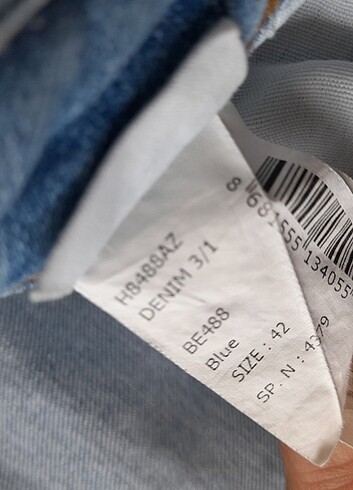 H8488AZ
DENIM 3/1
BE488
Blue
SIZE : 42
SP. N : 4379
8 681555 134055